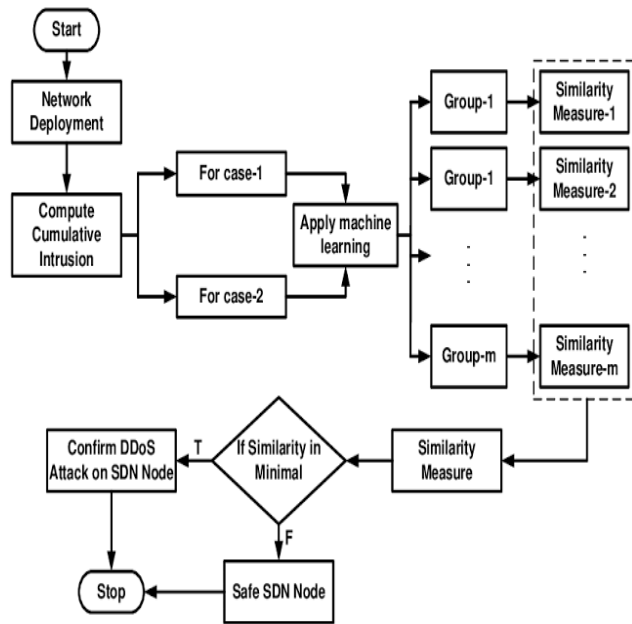 Start
Network
Deployment
Compute
Cumulative
Intrusion
For case-1
For case-2
Apply machine
learning
Group-1
Similarity
Measure-1
Group-1
Similarity
Measure-2
Group-m
Similarity
Measure-m
Similarity
Measure
If Similarity in
Minimal
T
Confirm DDoS
Attack on SDN Node
F
Safe SDN Node
Stop